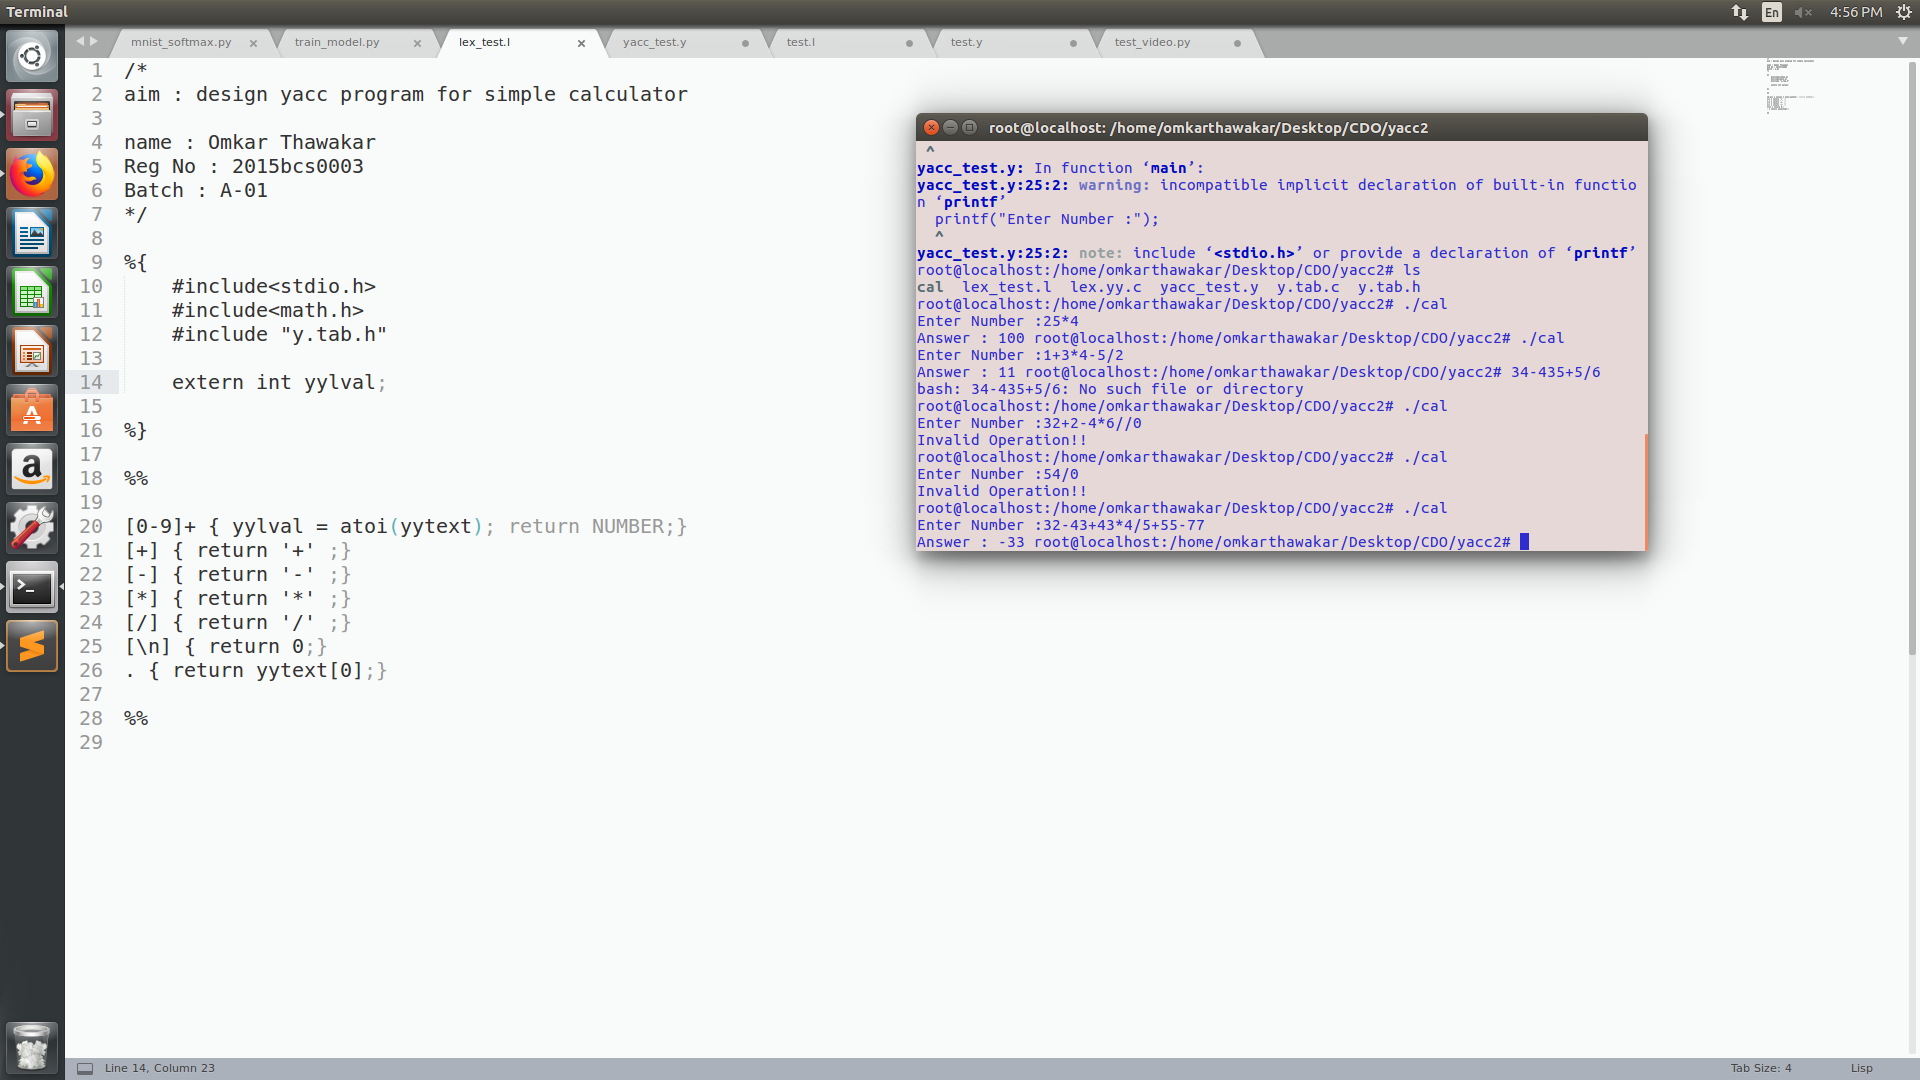 Terminal
En
4:56 PM
mnist_softmax.py
train_model.py
lex_test.l
yacc_test.y
test.l
test.y
test_video.py
1 /*
2 aim : design yacc program for simple calculator
3
4 name : Omkar Thawakar
5 Reg No : 2015bcs0003
6 Batch : A-01
7 */
8
9 %{
10 #include<stdio.h>
11 #include<math.h>
12 #include "y.tab.h"
13
14 extern int yylval;
15
16 %}
17
18 %%
19
20 [0-9]+ { yylval = atoi(yytext); return NUMBER;}
21 [+] { return '+' ;}
22 [-] { return '-' ;}
23 [*] { return '*' ;}
24 [/] { return '/' ;}
25 [\n] { return 0;}
26 . { return yytext[0];}
27
28 %%
29
root@localhost: /home/omkarthawakar/Desktop/CDO/yacc2
^
yacc_test.y: In function ‘main’:
yacc_test.y:25:2: warning: incompatible implicit declaration of built-in functio
n ‘printf’
printf("Enter Number :");
^
yacc_test.y:25:2: note: include ‘<stdio.h>’ or provide a declaration of ‘printf’
root@localhost:/home/omkarthawakar/Desktop/CDO/yacc2# ls
cal lex_test.l lex.yy.c yacc_test.y y.tab.c y.tab.h
root@localhost:/home/omkarthawakar/Desktop/CDO/yacc2# ./cal
Enter Number :25*4
Answer : 100 root@localhost:/home/omkarthawakar/Desktop/CDO/yacc2# ./cal
Enter Number :1+3*4-5/2
Answer : 11 root@localhost:/home/omkarthawakar/Desktop/CDO/yacc2# 34-435+5/6
bash: 34-435+5/6: No such file or directory
root@localhost:/home/omkarthawakar/Desktop/CDO/yacc2# ./cal
Enter Number :32+2-4*6//0
Invalid Operation!!
root@localhost:/home/omkarthawakar/Desktop/CDO/yacc2# ./cal
Enter Number :54/0
Invalid Operation!!
root@localhost:/home/omkarthawakar/Desktop/CDO/yacc2# ./cal
Enter Number :32-43+43*4/5+55-77
Answer : -33 root@localhost:/home/omkarthawakar/Desktop/CDO/yacc2#
Line 14, Column 23
Tab Size: 4
Lisp